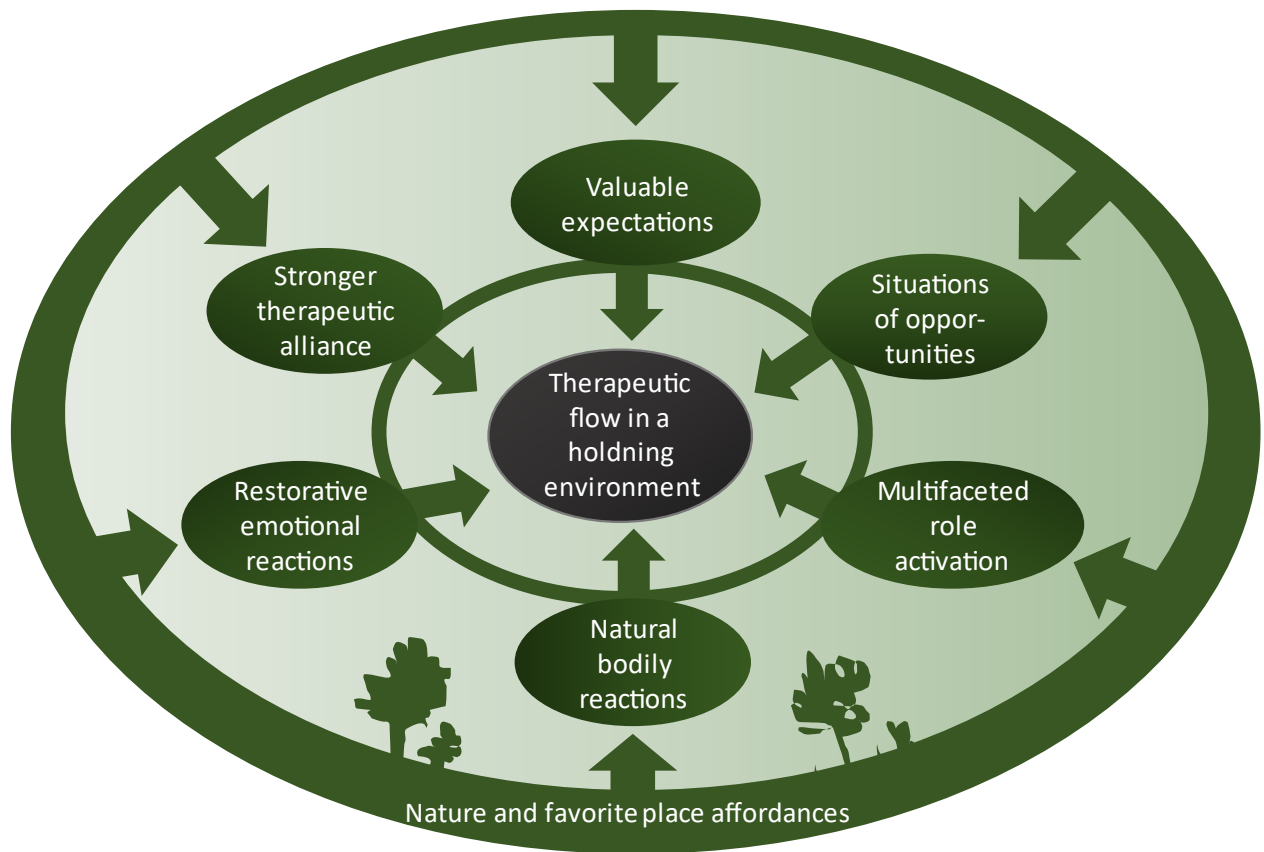 Valuable
expectations
Stronger
therapeutic
alliance
Situations
of oppor-
tunities
Therapeutic
flow in a
holdning
environment
Restorative
emotional
reactions
Multifaceted
role
activation
Natural
bodily
reactions
Nature and favorite place affordances